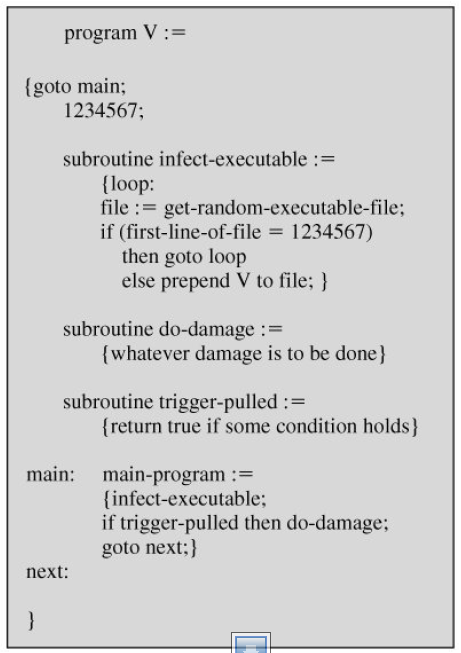 program V :=
{goto main;
1234567;
subroutine infect-executable :=
{loop:
file := get-random-executable-file;
if (first-line-of-file = 1234567)
then goto loop
else prepend V to file; }
subroutine do-damage :=
{whatever damage is to be done}
subroutine trigger-pulled :=
{return true if some condition holds}
main: main-program :=
{infect-executable;
if trigger-pulled then do-damage;
goto next;}
next:
}